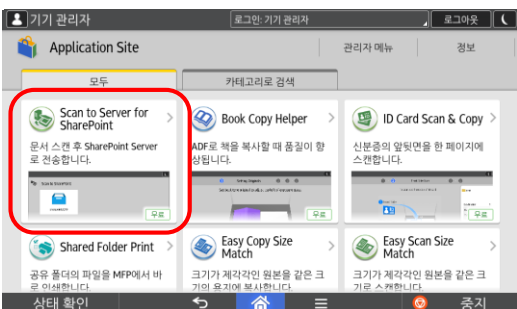 기기 관리자
로그인: 기기 관리자
로그아웃
Application Site
관리자 메뉴
정보
모두
카테고리로 검색
Scan to Server for
SharePoint
문서 스캔 후 SharePoint Server
로 전송합니다.
무료
Book Copy Helper
ADF로 책을 복사할 때 품질이 향
상됩니다.
무료
ID Card Scan & Copy
신분증의 앞뒷면을 한 페이지에
스캔합니다.
무료
Shared Folder Print
공유 폴더의 파일을 MFP에서 바
로 인쇄합니다.
Easy Copy Size
Match
크기가 제각각인 원본을 같은 크
기의 용지에 복사합니다.
Easy Scan Size
Match
크기가 제각각인 원본을 같은 크
기로 스캔합니다.
상태 확인
중지